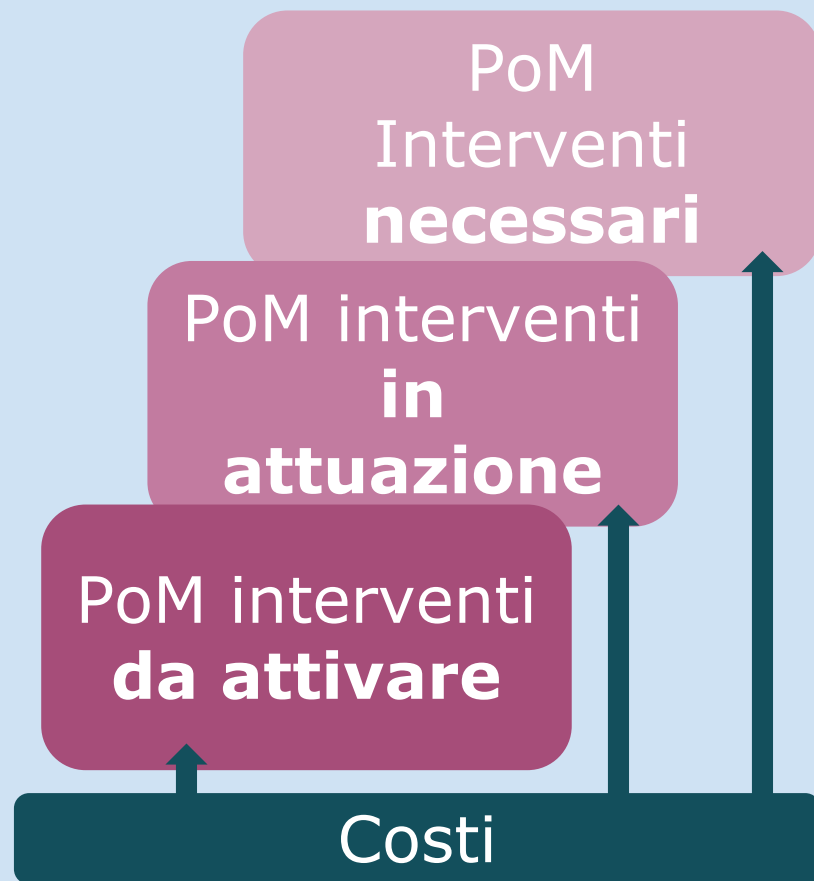 PoM
Interventi
necessari
PoM interventi
in
attuazione
PoM interventi
da attivare
Costi